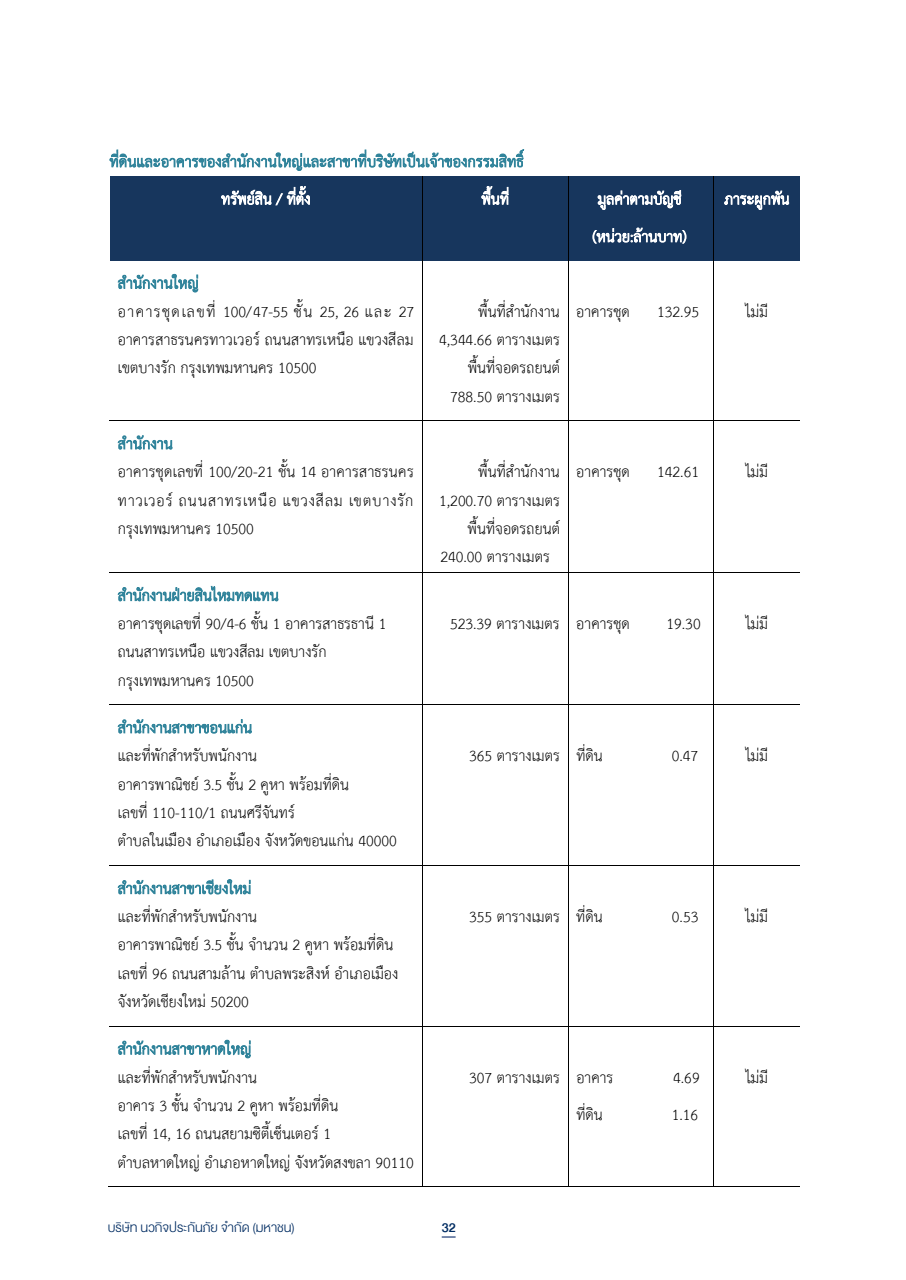 ที่ดินและอาคารของสำนักงานใหญ่และสาขาที่บริษัทเป็นเจ้าของกรรมสิทธิ์
ทรัพย์สิน / ที่ตั้ง พื้นที่ มูลค่าตามบัญชี ภาระผูกพัน
(หน่วย:ล้านบาท)
สำนักงานใหญ่
อาคารชุดเลขที่ 100/47-55 ชั้น 25, 26 และ 27 พื้นที่สำนักงาน อาคารชุด 132.95 ไม่มี
อาคารสาธรนครทาวเวอร์ ถนนสาทรเหนือ แขวงสีลม 4,344.66 ตารางเมตร
เขตบางรัก กรุงเทพมหานคร 10500 พื้นที่จอดรถยนต์
788.50 ตารางเมตร
สำนักงาน
อาคารชุดเลขที่ 100/20-21 ชั้น 14 อาคารสาธรนคร พื้นที่สำนักงาน อาคารชุด 142.61 ไม่มี
ทาวเวอร์ ถนนสาทรเหนือ แขวงสีลม เขตบางรัก 1,200.70 ตารางเมตร
กรุงเทพมหานคร 10500 พื้นที่จอดรถยนต์
240.00 ตารางเมตร
สำนักงานฝ่ายสินไหมทดแทน
อาคารชุดเลขที่ 90/4-6 ชั้น 1 อาคารสาธรธานี 1 523.39 ตารางเมตร อาคารชุด 19.30 ไม่มี
ถนนสาทรเหนือ แขวงสีลม เขตบางรัก
กรุงเทพมหานคร 10500
สำนักงานสาขาขอนแก่น
และที่พักสำหรับพนักงาน 365 ตารางเมตร ที่ดิน 0.47 ไม่มี
อาคารพาณิชย์ 3.5 ชั้น 2 คูหา พร้อมที่ดิน
เลขที่ 110-110/1 ถนนศรีจันทร์
ตำบลในเมือง อำเภอเมือง จังหวัดขอนแก่น 40000
สำนักงานสาขาเชียงใหม่
และที่พักสำหรับพนักงาน 355 ตารางเมตร ที่ดิน 0.53 ไม่มี
อาคารพาณิชย์ 3.5 ชั้น จำนวน 2 คูหา พร้อมที่ดิน
เลขที่ 96 ถนนสามล้าน ตำบลพระสิงห์ อำเภอเมือง
จังหวัดเชียงใหม่ 50200
สำนักงานสาขาหาดใหญ่
และที่พักสำหรับพนักงาน 307 ตารางเมตร อาคาร 4.69 ไม่มี
อาคาร 3 ชั้น จำนวน 2 คูหา พร้อมที่ดิน ที่ดิน 1.16
เลขที่ 14, 16 ถนนสยามซิตี้เซ็นเตอร์ 1
ตำบลหาดใหญ่ อำเภอหาดใหญ่ จังหวัดสงขลา 90110
บริษัท นวกิจประกันภัย จำกัด (มหาชน) 32